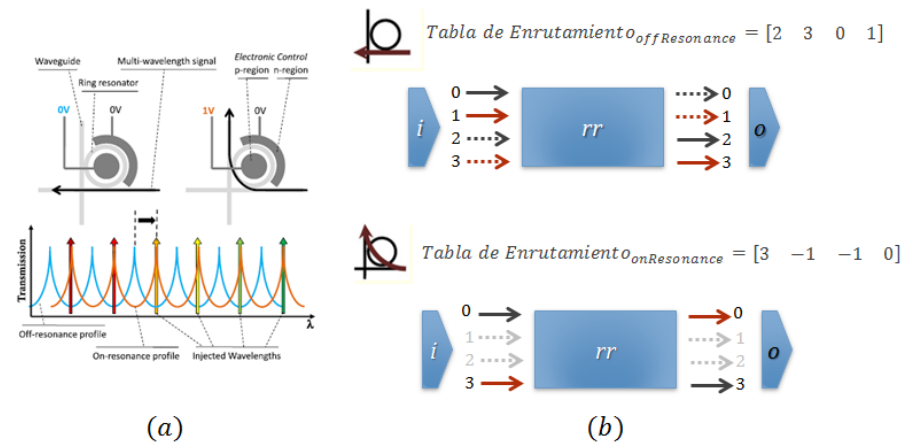 Electronic Control
Waveguide
Multi-wavelength signal
p-region
n-region
Ring resonator
0V
0V
1V
0V
Transmission
λ
Off-resonance profile
On-resonance profile
Injected Wavelengths
(a)
Tabla de Enrutamiento_offResonance = [2 3 0 1]
i
0
1
2
3
rr
0
1
2
3
o
Tabla de Enrutamiento_onResonance = [3 −1 −1 0]
i
0
1
2
3
rr
0
1
2
3
o
(b)